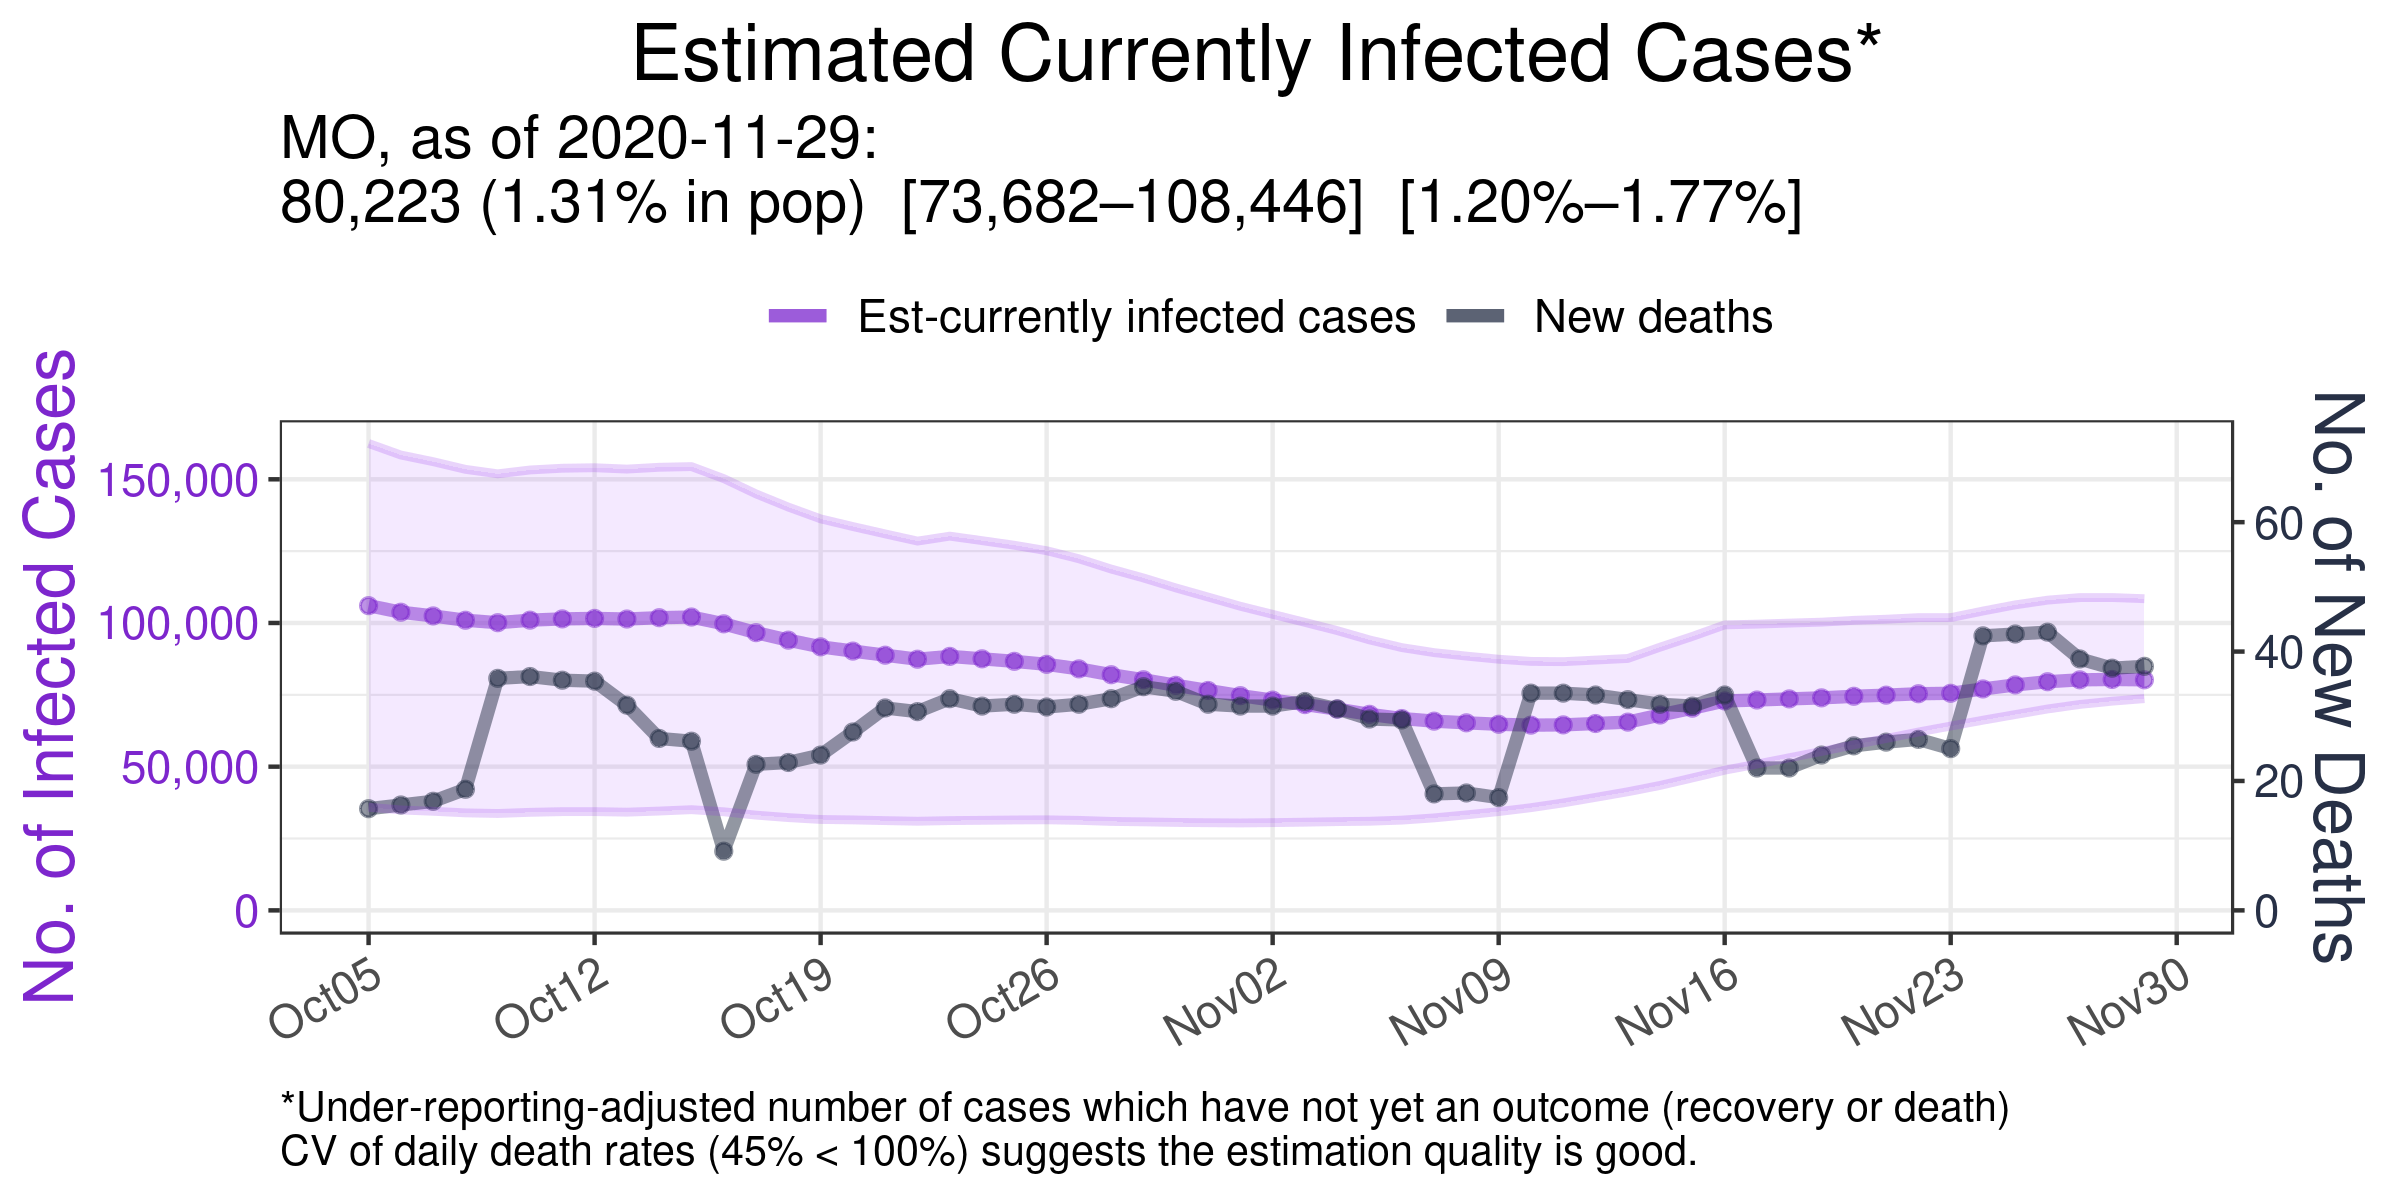 Estimated Currently Infected Cases*
MO, as of 2020-11-29:
80,223 (1.31% in pop)  [73,682–108,446]  [1.20%–1.77%]
Est-currently infected cases
New deaths
No. of Infected Cases
150,000
100,000
50,000
0
60
40
20
0
No. of New Deaths
Oct05
Oct12
Oct19
Oct26
Nov02
Nov09
Nov16
Nov23
Nov30
*Under-reporting-adjusted number of cases which have not yet an outcome (recovery or death)
CV of daily death rates (45% < 100%) suggests the estimation quality is good.